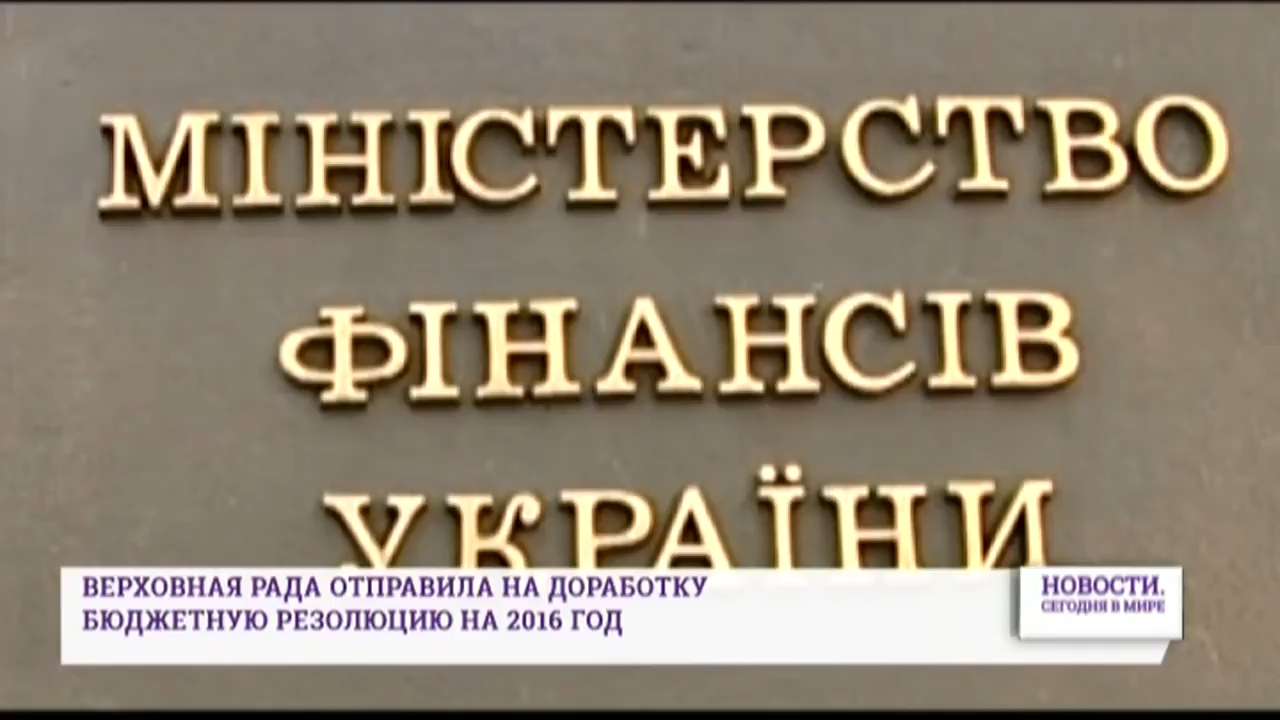 МІНІСТЕРСТВО
ФІНАНСІВ
УКРАЇНИ
ВЕРХОВНАЯ РАДА ОТПРАВИЛА НА ДОРАБОТКУ
БЮДЖЕТНУЮ РЕЗОЛЮЦИЮ НА 2016 ГОД
НОВОСТИ.
СЕГОДНЯ В МИРЕ